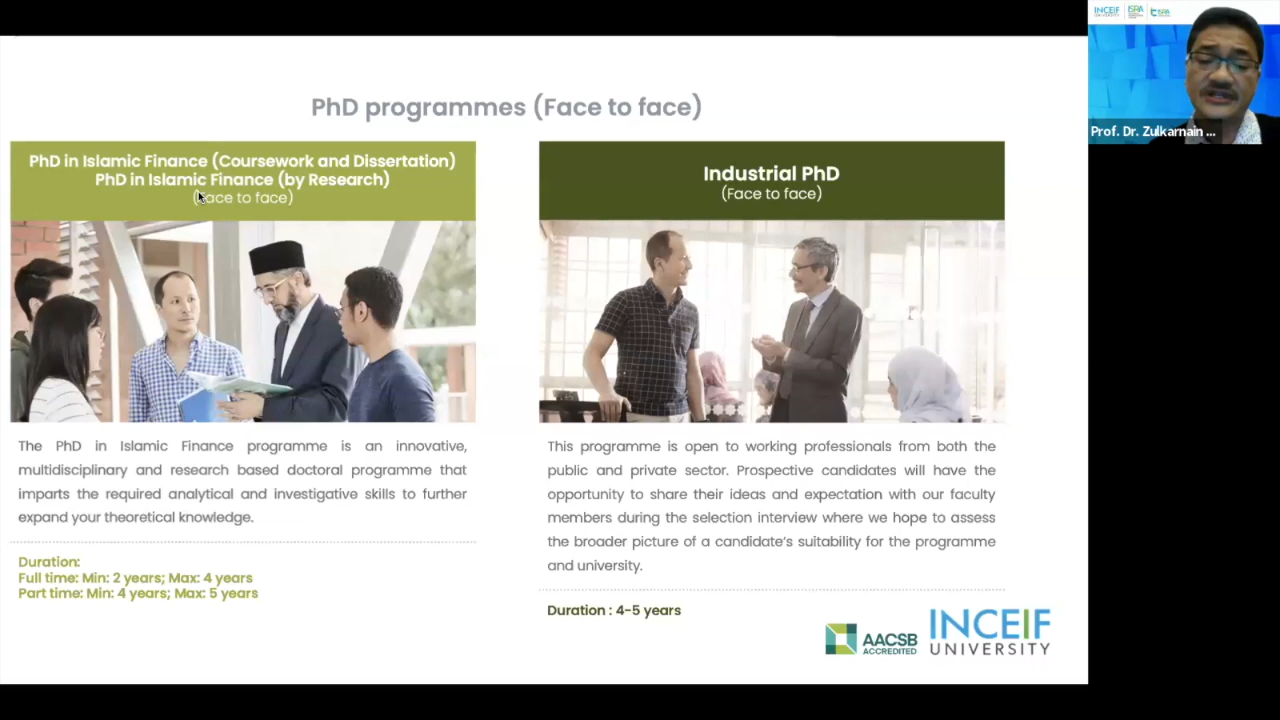 PhD programmes (Face to face)
PhD in Islamic Finance (Coursework and Dissertation)
PhD in Islamic Finance (by Research)
(Face to face)
The PhD in Islamic Finance programme is an innovative,
multidisciplinary and research based doctoral programme that
imparts the required analytical and investigative skills to further
expand your theoretical knowledge.
Duration:
Full time: Min: 2 years; Max: 4 years
Part time: Min: 4 years; Max: 5 years
Industrial PhD
(Face to face)
This programme is open to working professionals from both the
public and private sector. Prospective candidates will have the
opportunity to share their ideas and expectation with our faculty
members during the selection interview where we hope to assess
the broader picture of a candidate's suitability for the programme
and university.
Duration : 4-5 years
AACSB
ACCREDITED
INCEIF
UNIVERSITY
INCEIF
UNIVERSITY
ISRA
Prof. Dr. Zulkarnain ...